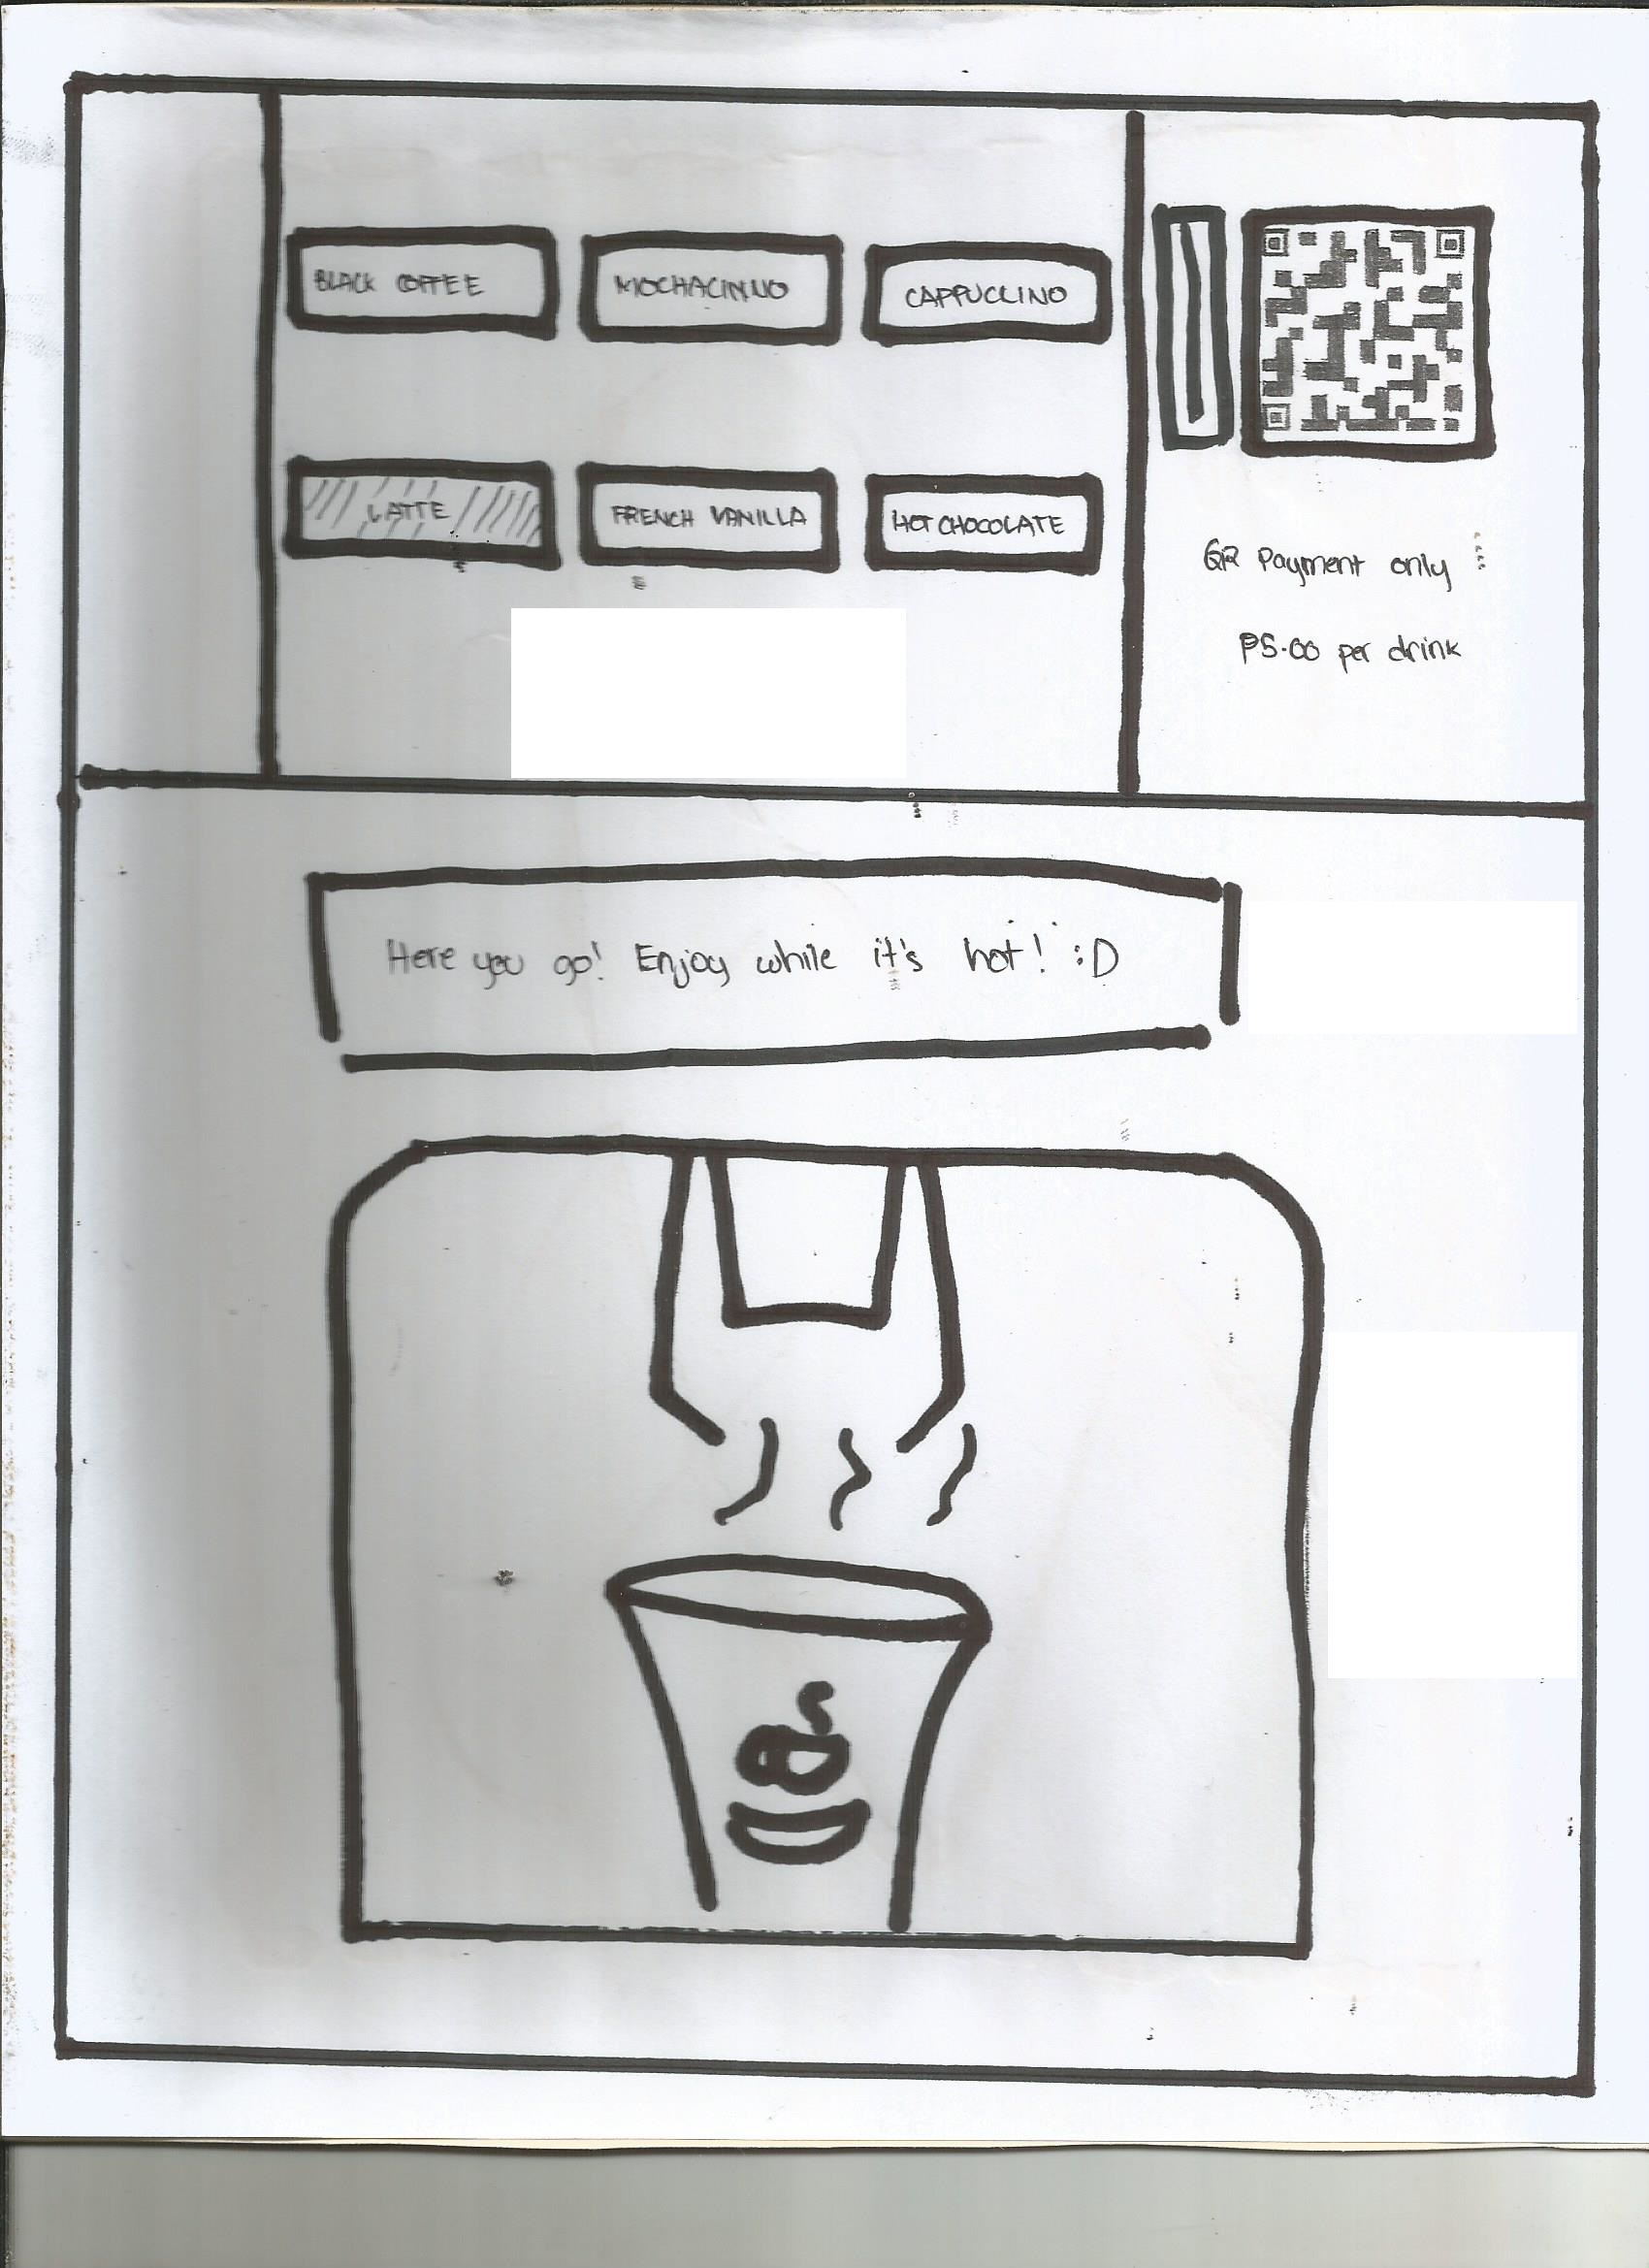 BLACK COFFEE
MOCHACINNO
CAPPUCCINO
LATTE
FRENCH VANILLA
HOT CHOCOLATE
QR Payment only
₱5.00 per drink
Here you go! Enjoy while it's hot! :D